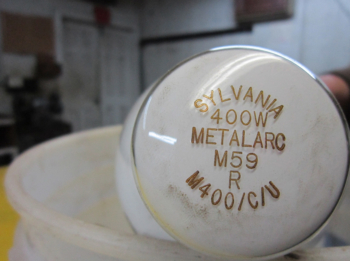 SYLVANIA
400W
METALARC
M59
R
M400/C/U